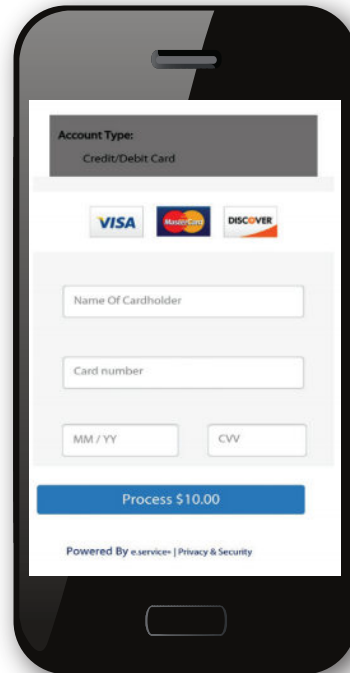 Account Type:
Credit/Debit Card
VISA MasterCard DISCOVER
Name Of Cardholder
Card number
MM / YY CVV
Process $10.00
Powered By e.service | Privacy & Security